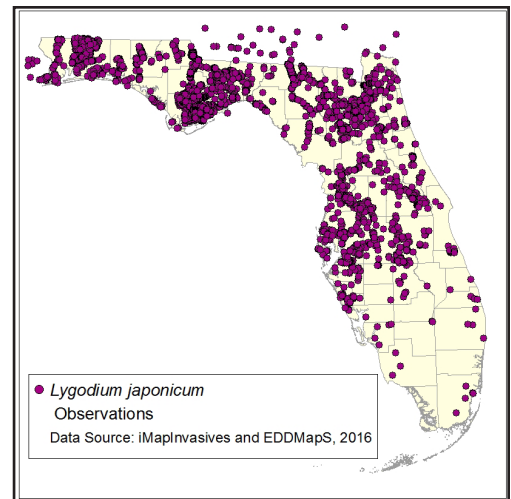 Lygodium japonicum
Observations
Data Source: iMapInvasives and EDDMapS, 2016